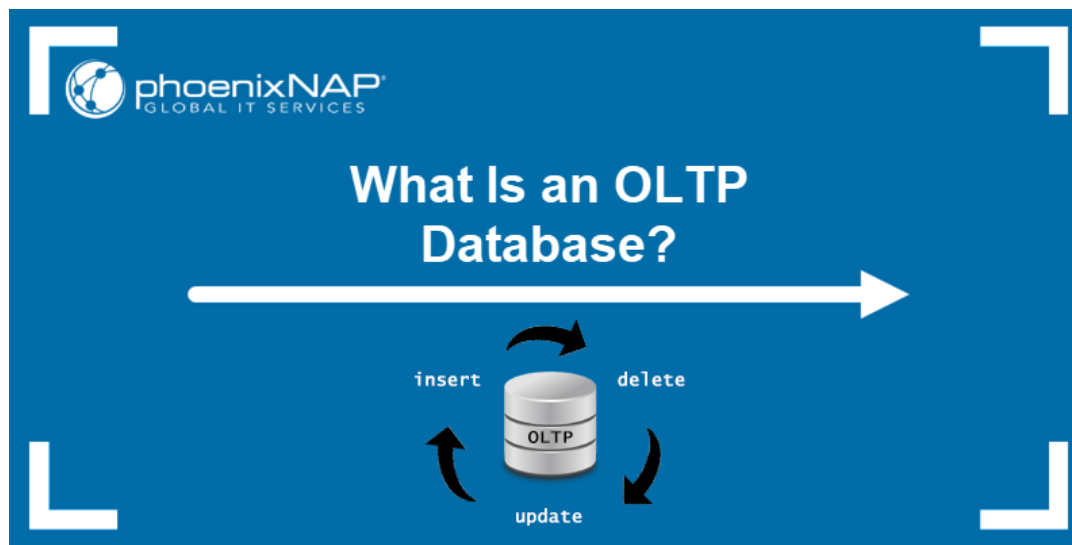 phoenixNAP®
GLOBAL IT SERVICES
What Is an OLTP
Database?
insert
delete
OLTP
update